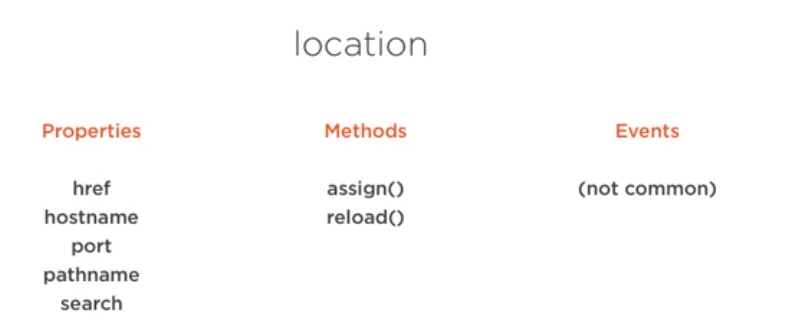 location
Properties
Methods
Events
href
assign()
(not common)
hostname
reload()
port
pathname
search